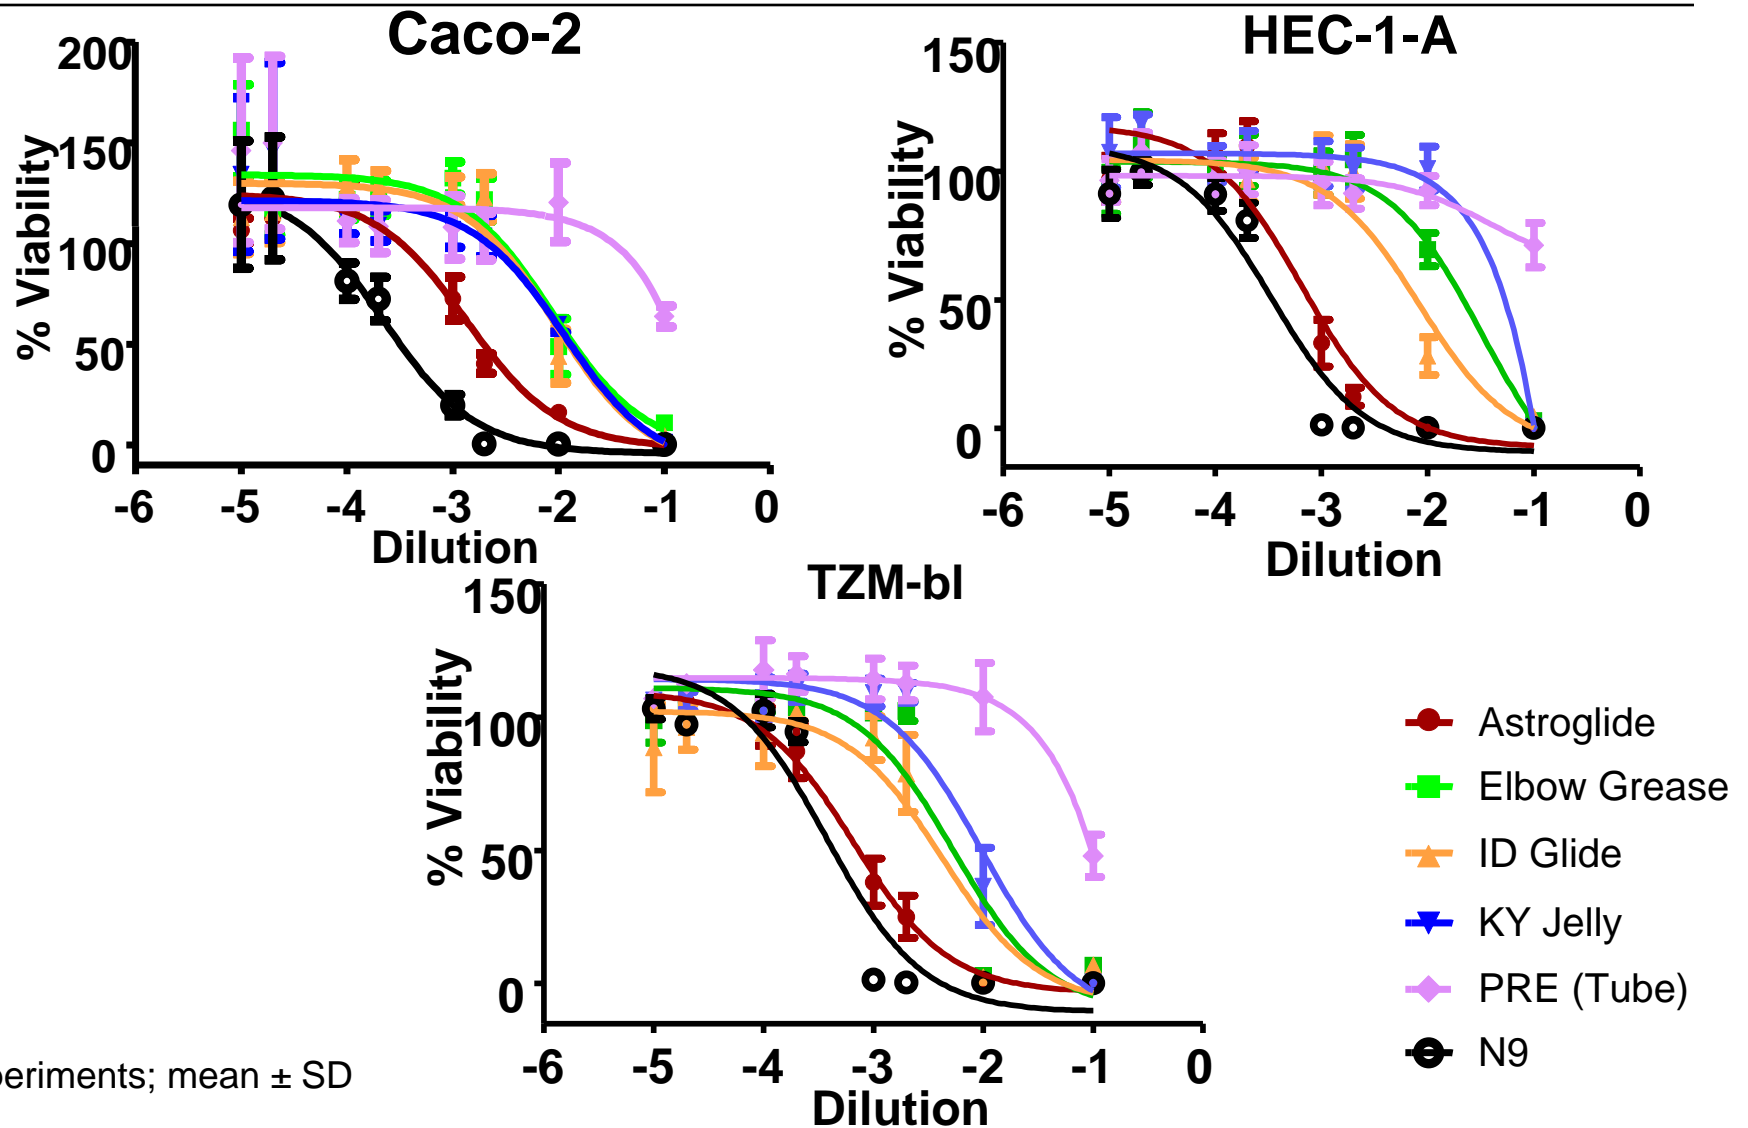 Caco-2
200
150
100
50
0
% Viability
-6 -5 -4 -3 -2 -1 0
Dilution
HEC-1-A
150
100
50
0
% Viability
-6 -5 -4 -3 -2 -1 0
Dilution
TZM-bl
150
100
50
0
% Viability
-6 -5 -4 -3 -2 -1 0
Dilution
Astroglide
Elbow Grease
ID Glide
KY Jelly
PRE (Tube)
N9
periments; mean ± SD